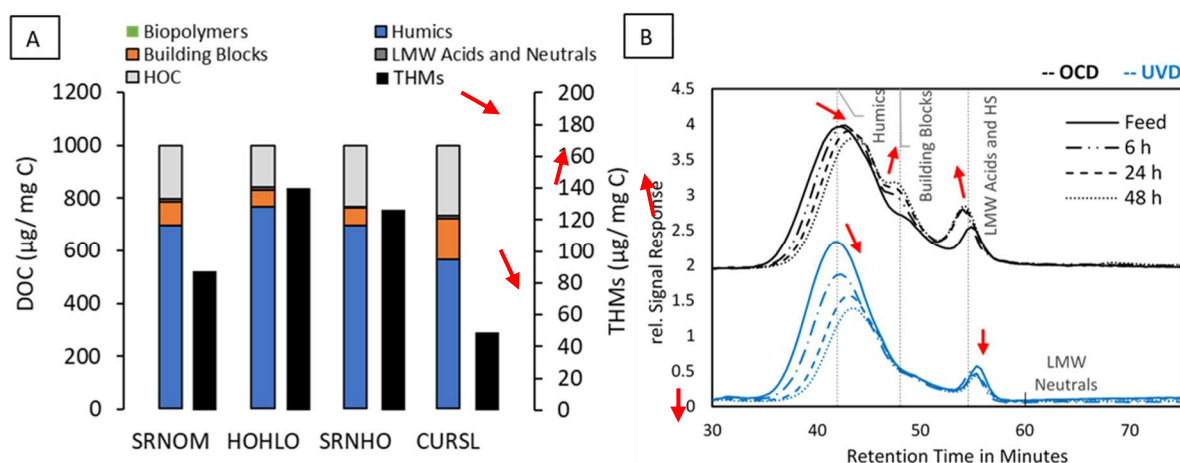 A
Biopolymers
Humics
Building Blocks
LMW Acids and Neutrals
HOC
THMs
DOC (µg/ mg C)
1200
1000
800
600
400
200
0
THMs (µg/ mg C)
200
180
160
140
120
100
80
60
40
20
0
SRNOM HOHLO SRNHO CURSL
B
-- OCD -- UVD
rel. Signal Response
4.5
4
3.5
3
2.5
2
1.5
1
0.5
0
Humics
Building Blocks
LMW Acids and HS
Feed
6 h
24 h
48 h
LMW
Neutrals
30 40 50 60 70
Retention Time in Minutes